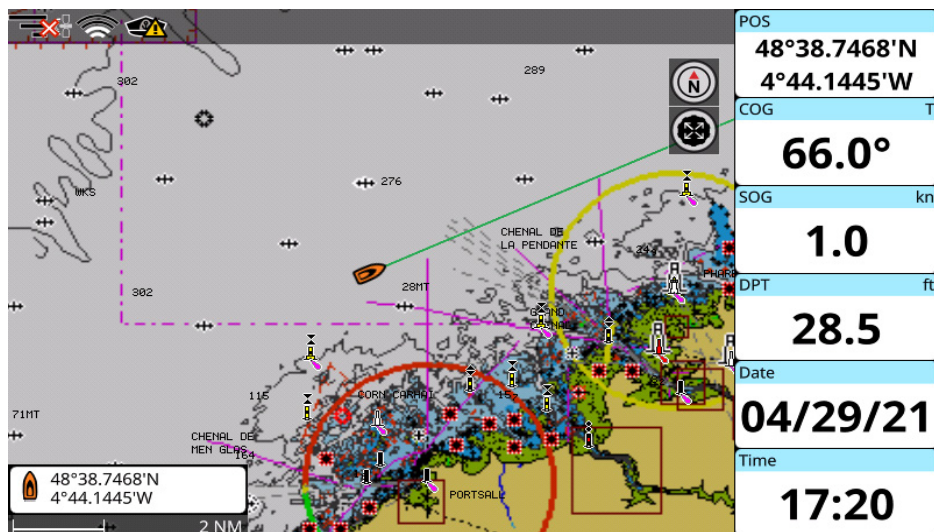 POS
48°38.7468'N
4°44.1445'W
COG T
66.0°
SOG kn
1.0
DPT ft
28.5
Date
04/29/21
Time
17:20
N
302
289
WKS
276
302
CHENAL DE
LA PENDANTE
28MT
PHARE
115
CORN CARHAI
71MT
CHENAL DE
MEN GLAS
164
PORTSALL
48°38.7468'N
4°44.1445'W
2 NM